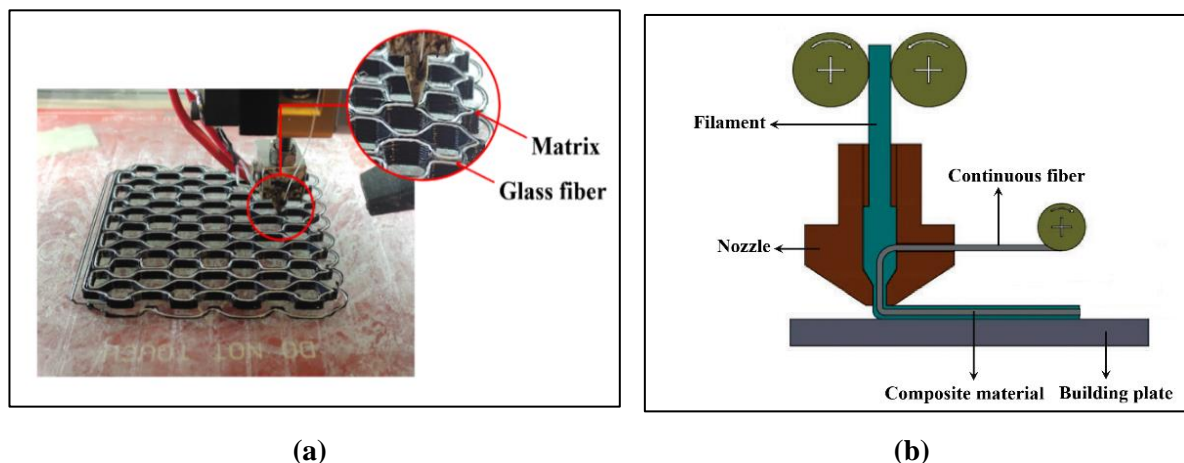 Matrix
Glass fiber
DO NOT TOUCH
(a)
Filament
Continuous fiber
Nozzle
Composite material
Building plate
(b)